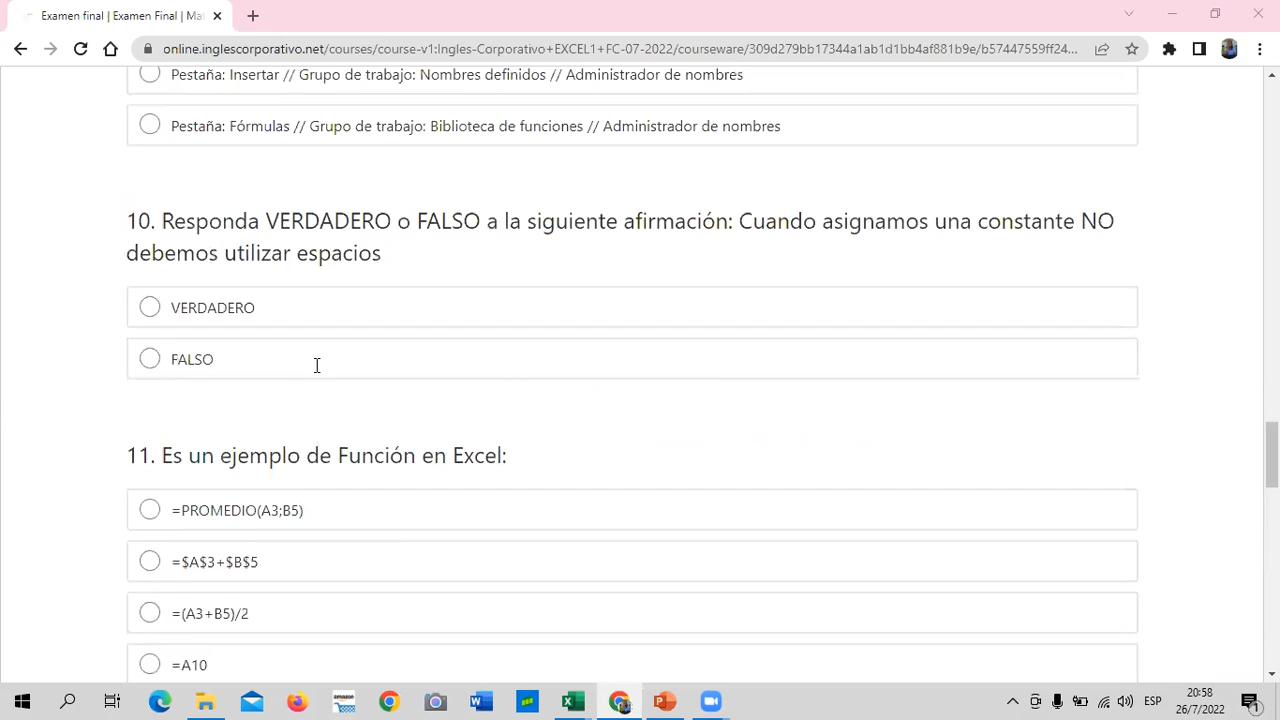 Examen final | Examen Final | Mat
online.inglescorporativo.net/courses/course-v1:Ingles-Corporativo+EXCEL1+FC-07-2022/courseware/309d279bb17344a1ab1d1bb4af881b9e/b57447559ff24...
Pestaña: Insertar // Grupo de trabajo: Nombres definidos // Administrador de nombres
Pestaña: Fórmulas // Grupo de trabajo: Biblioteca de funciones // Administrador de nombres
10. Responda VERDADERO o FALSO a la siguiente afirmación: Cuando asignamos una constante NO
debemos utilizar espacios
VERDADERO
FALSO
11. Es un ejemplo de Función en Excel:
=PROMEDIO(A3;B5)
=$A$3+$B$5
=(A3+B5)/2
=A10
amazon
ESP
20:58
26/7/2022
1